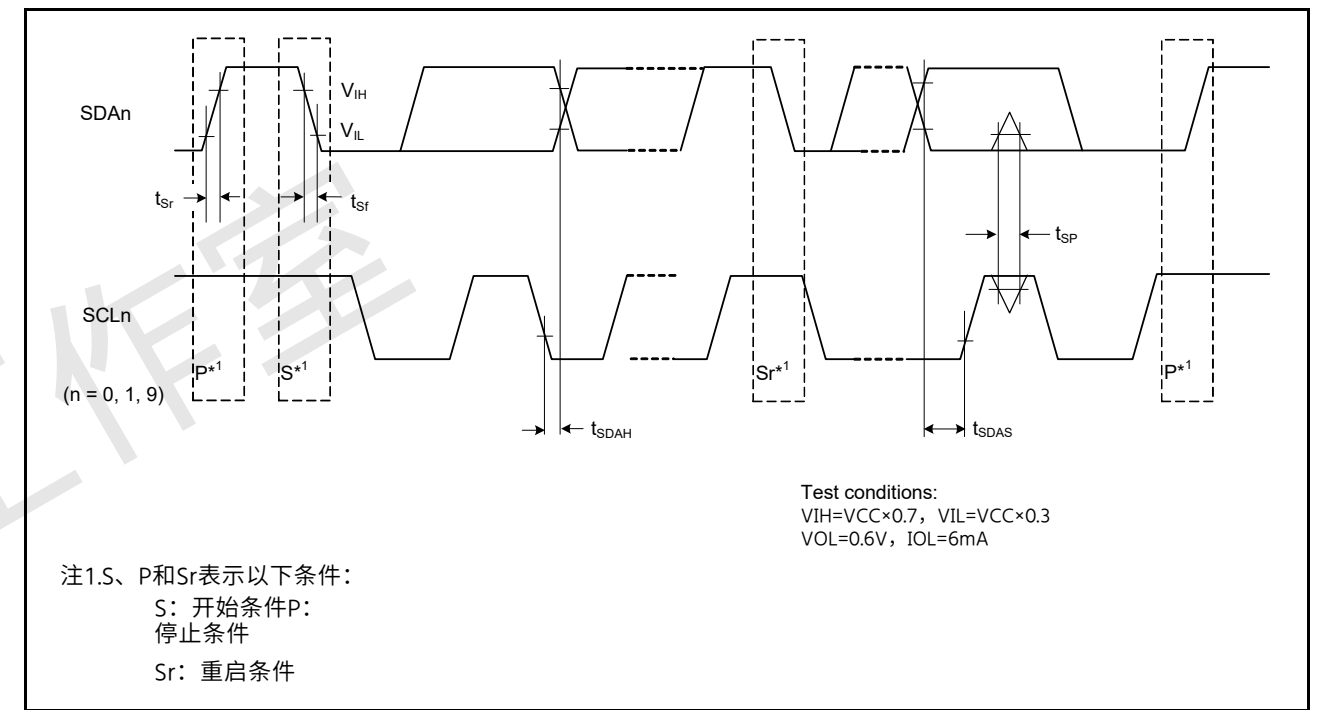 SDAn
VIH
VIL
tSr
tSf
tSP
SCLn
(n = 0, 1, 9)
P*1
S*1
Sr*1
P*1
tSDAH
tSDAS
Test conditions:
VIH=VCC×0.7，VIL=VCC×0.3
VOL=0.6V，IOL=6mA
注1.S、P和Sr表示以下条件：
S：开始条件P：
停止条件
Sr：重启条件
工作室